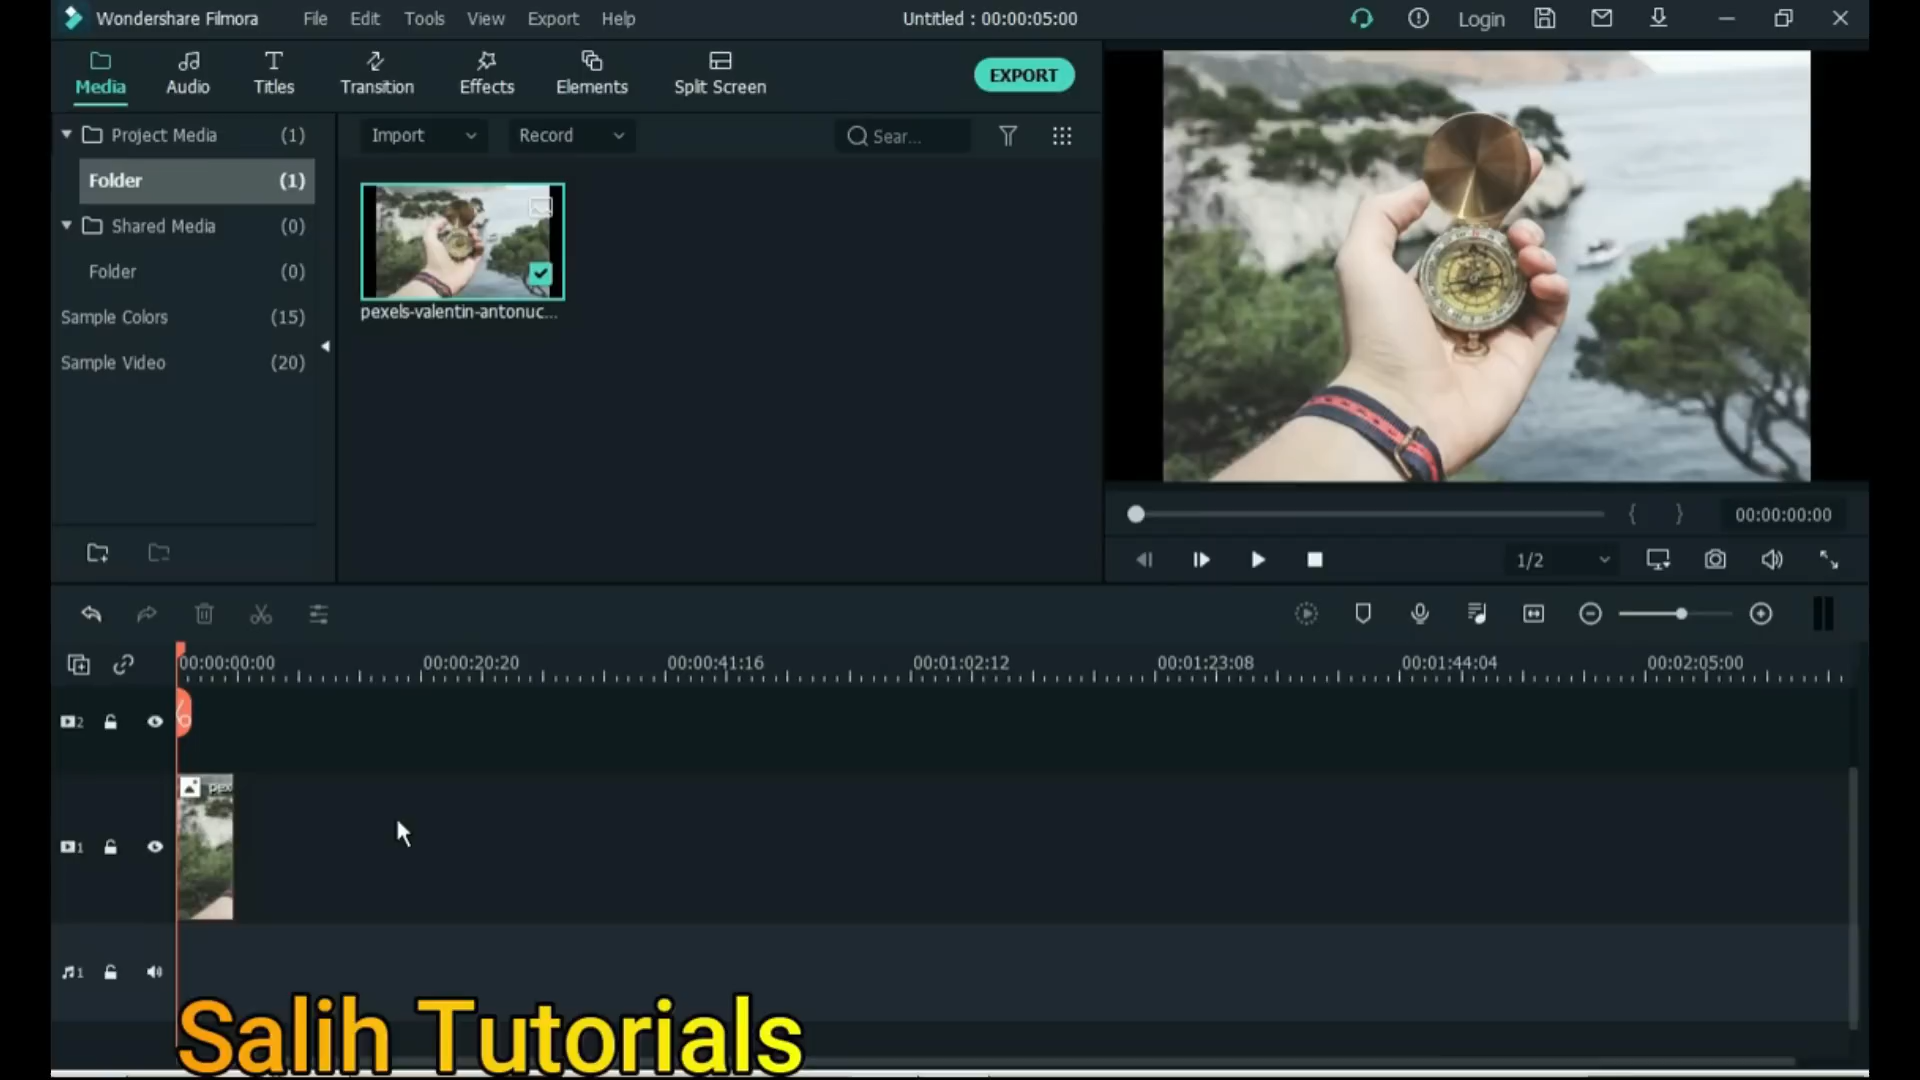 Wondershare Filmora File Edit Tools View Export Help Untitled : 00:00:05:00 Login
Media Audio Titles Transition Effects Elements Split Screen EXPORT
Project Media (1)
Folder (1)
Shared Media (0)
Folder (0)
Sample Colors (15)
Sample Video (20)
Import Record Sear...
pexels-valentin-antonuc...
00:00:00:00
1/2
00:00:00:00 00:00:20:20 00:00:41:16 00:01:02:12 00:01:23:08 00:01:44:04 00:02:05:00
2
pex
1
1
Salih Tutorials